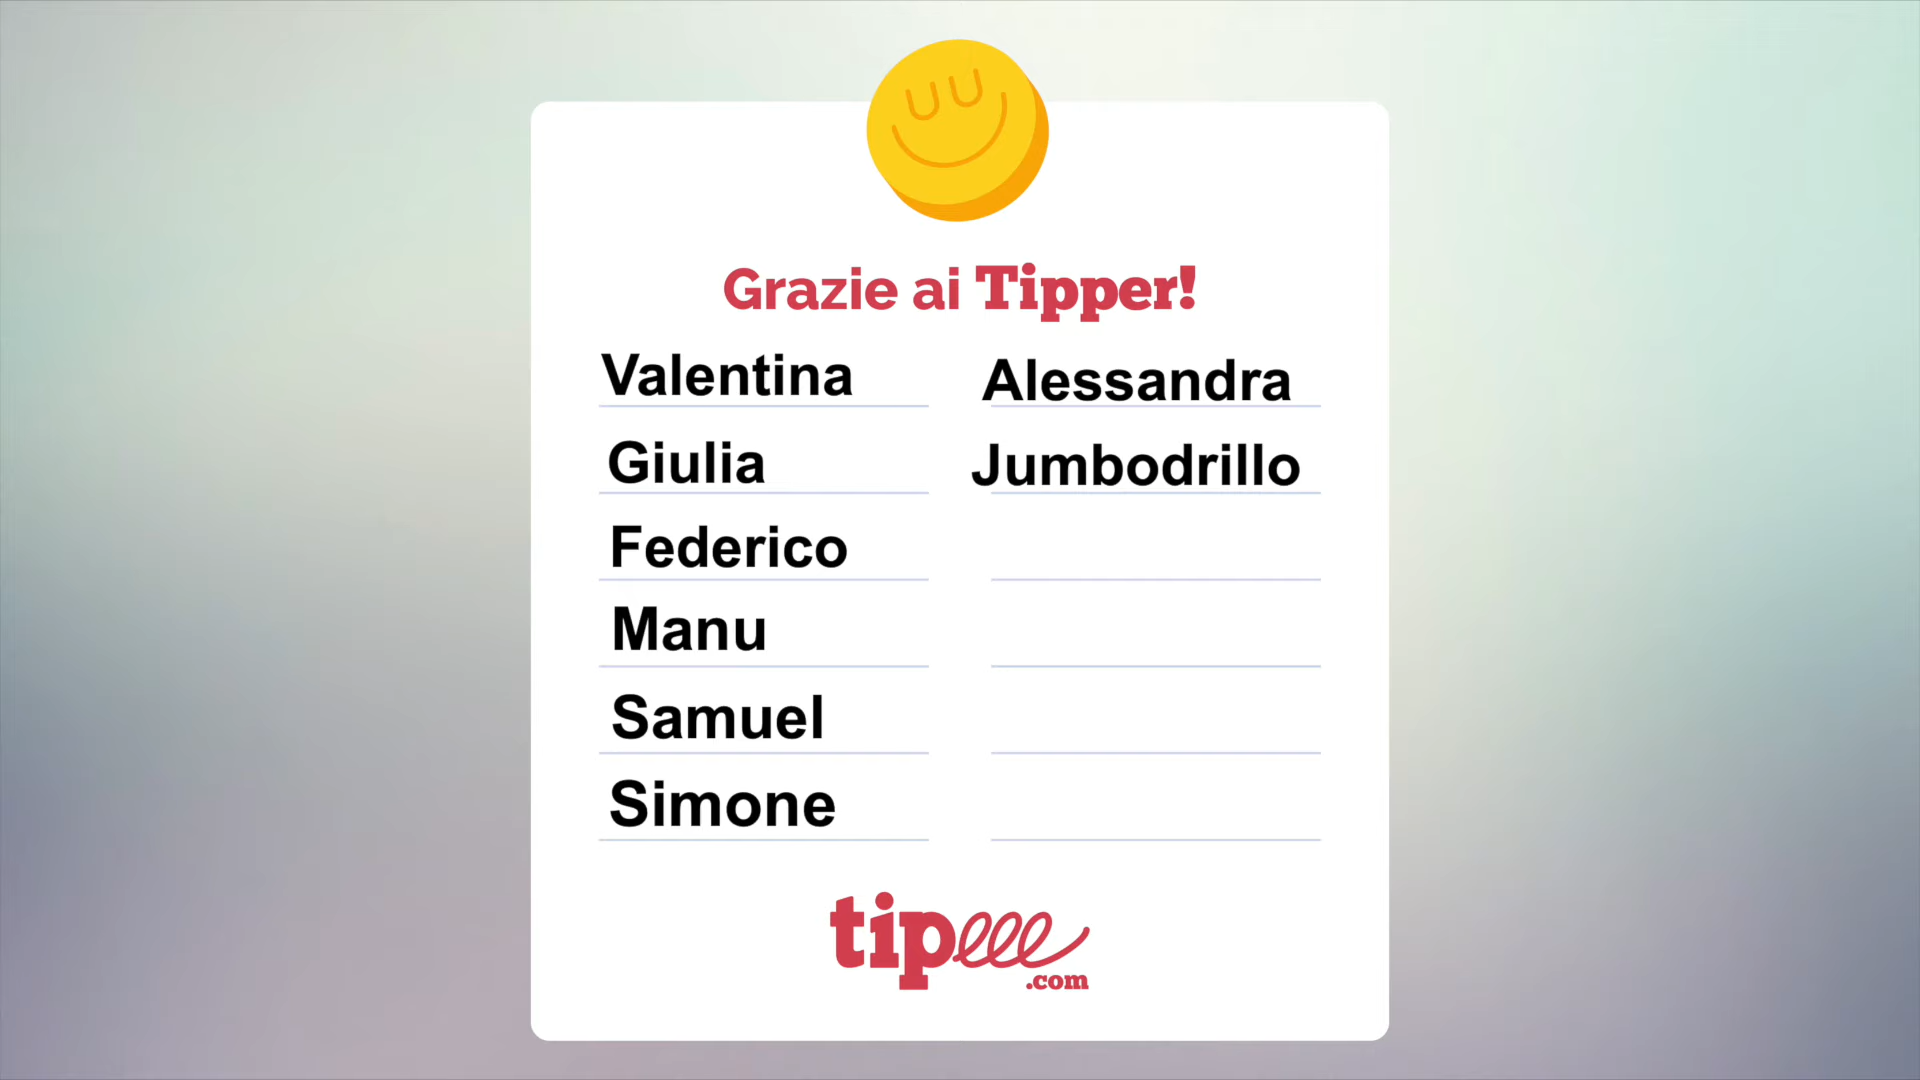 Grazie ai Tipper!
Valentina
Giulia
Federico
Manu
Samuel
Simone
Alessandra
Jumbodrillo
tipeee
.com